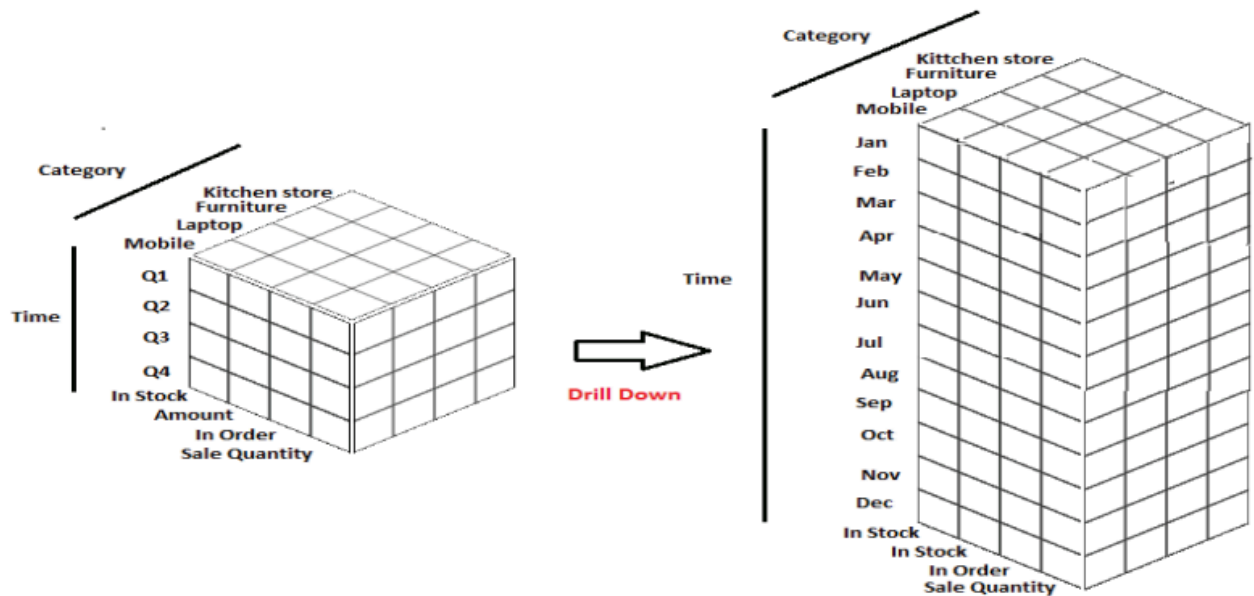 Category
Kitchen store
Furniture
Laptop
Mobile
Time
Q1
Q2
Q3
Q4
In Stock
Amount
In Order
Sale Quantity
Drill Down
Category
Kittchen store
Furniture
Laptop
Mobile
Time
Jan
Feb
Mar
Apr
May
Jun
Jul
Aug
Sep
Oct
Nov
Dec
In Stock
In Stock
In Order
Sale Quantity